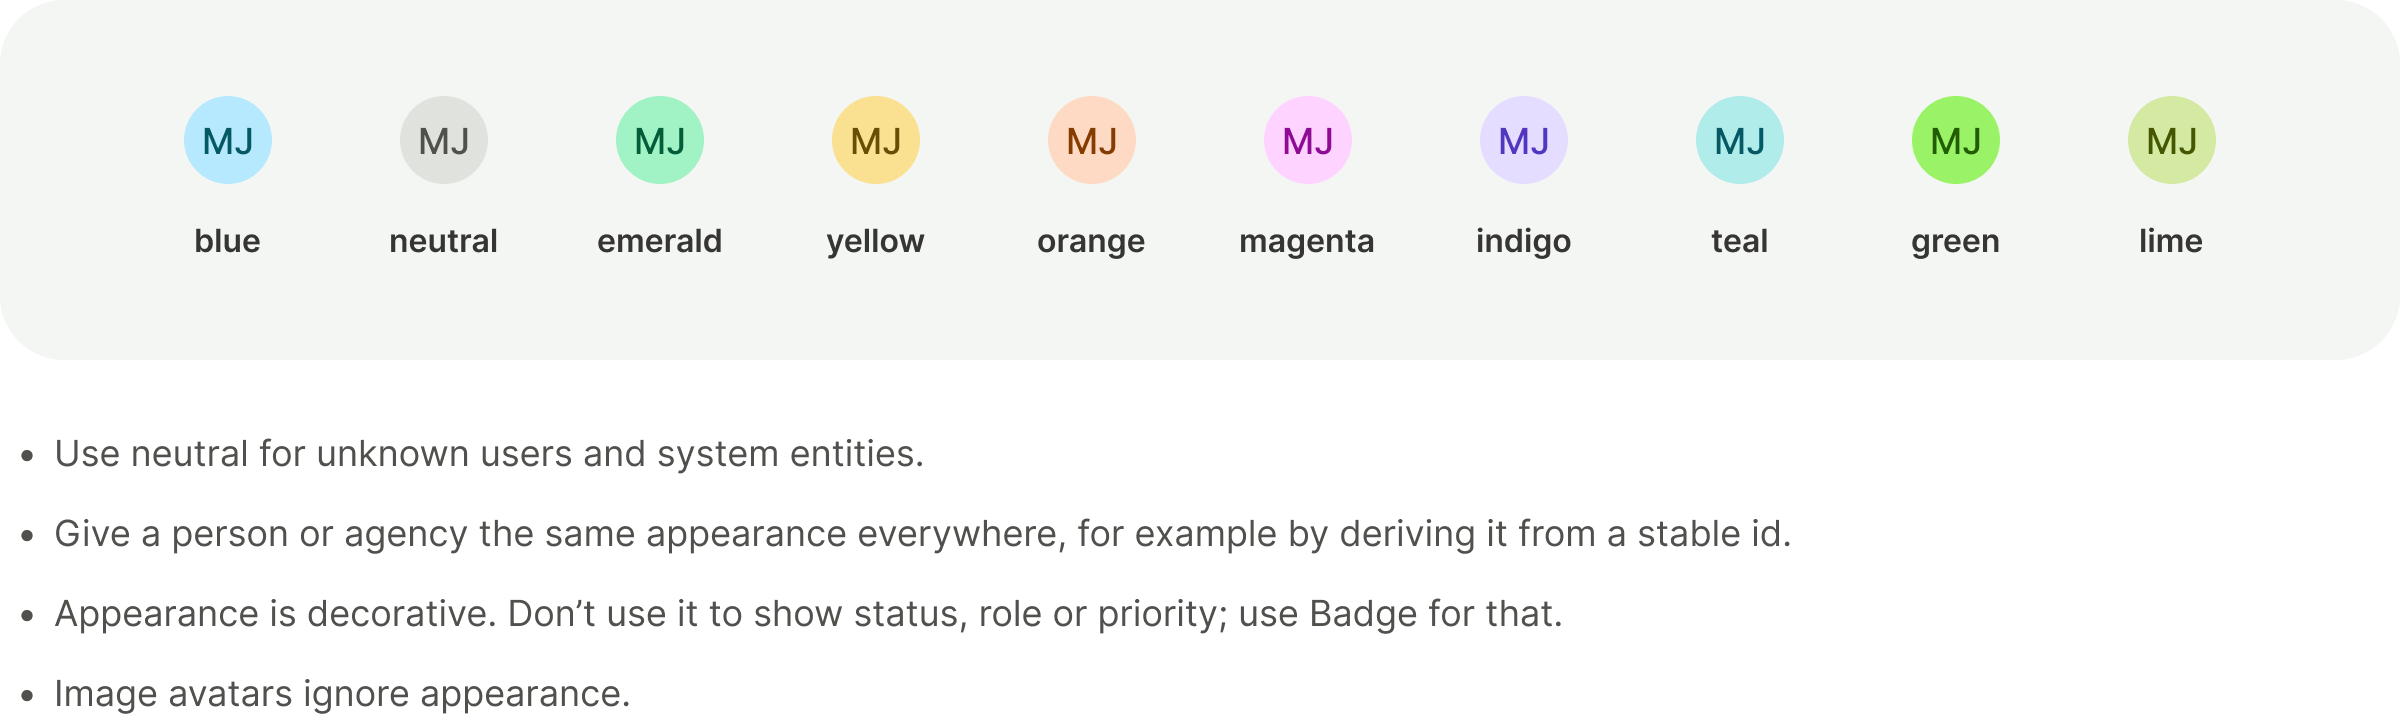 MJ MJ MJ MJ MJ MJ MJ MJ MJ MJ
blue neutral emerald yellow orange magenta indigo teal green lime
• Use neutral for unknown users and system entities.
• Give a person or agency the same appearance everywhere, for example by deriving it from a stable id.
• Appearance is decorative. Don’t use it to show status, role or priority; use Badge for that.
• Image avatars ignore appearance.